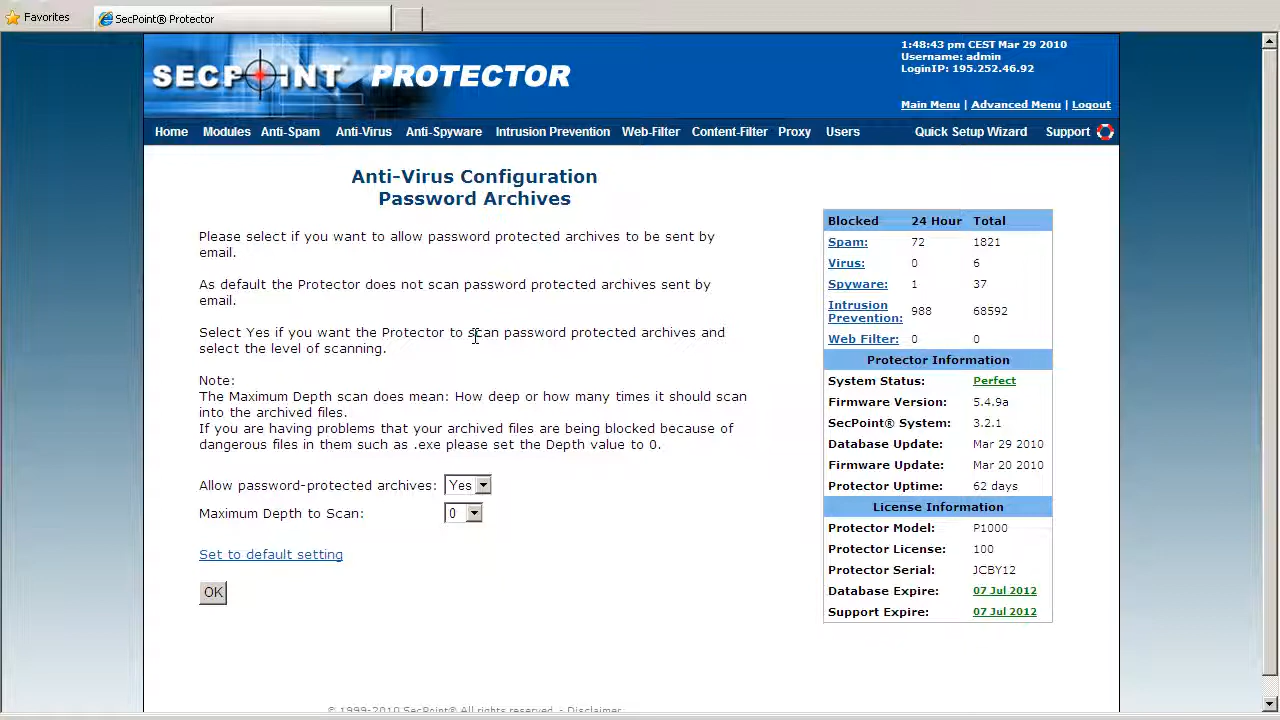 Favorites
SecPoint® Protector
SECPOINT® PROTECTOR
1:48:43 pm CEST Mar 29 2010
Username: admin
LoginIP: 195.252.46.92
Main Menu | Advanced Menu | Logout
Home Modules Anti-Spam Anti-Virus Anti-Spyware Intrusion Prevention Web-Filter Content-Filter Proxy Users Quick Setup Wizard Support
Anti-Virus Configuration
Password Archives
Please select if you want to allow password protected archives to be sent by
email.
As default the Protector does not scan password protected archives sent by
email.
Select Yes if you want the Protector to scan password protected archives and
select the level of scanning.
Note:
The Maximum Depth scan does mean: How deep or how many times it should scan
into the archived files.
If you are having problems that your archived files are being blocked because of
dangerous files in them such as .exe please set the Depth value to 0.
Allow password-protected archives: Yes
Maximum Depth to Scan: 0
Set to default setting
OK
Blocked 24 Hour Total
Spam: 72 1821
Virus: 0 6
Spyware: 1 37
Intrusion
Prevention: 988 68592
Web Filter: 0 0
Protector Information
System Status: Perfect
Firmware Version: 5.4.9a
SecPoint® System: 3.2.1
Database Update: Mar 29 2010
Firmware Update: Mar 20 2010
Protector Uptime: 62 days
License Information
Protector Model: P1000
Protector License: 100
Protector Serial: JCBY12
Database Expire: 07 Jul 2012
Support Expire: 07 Jul 2012
© 1999-2010 SecPoint® All rights reserved. - Disclaimer